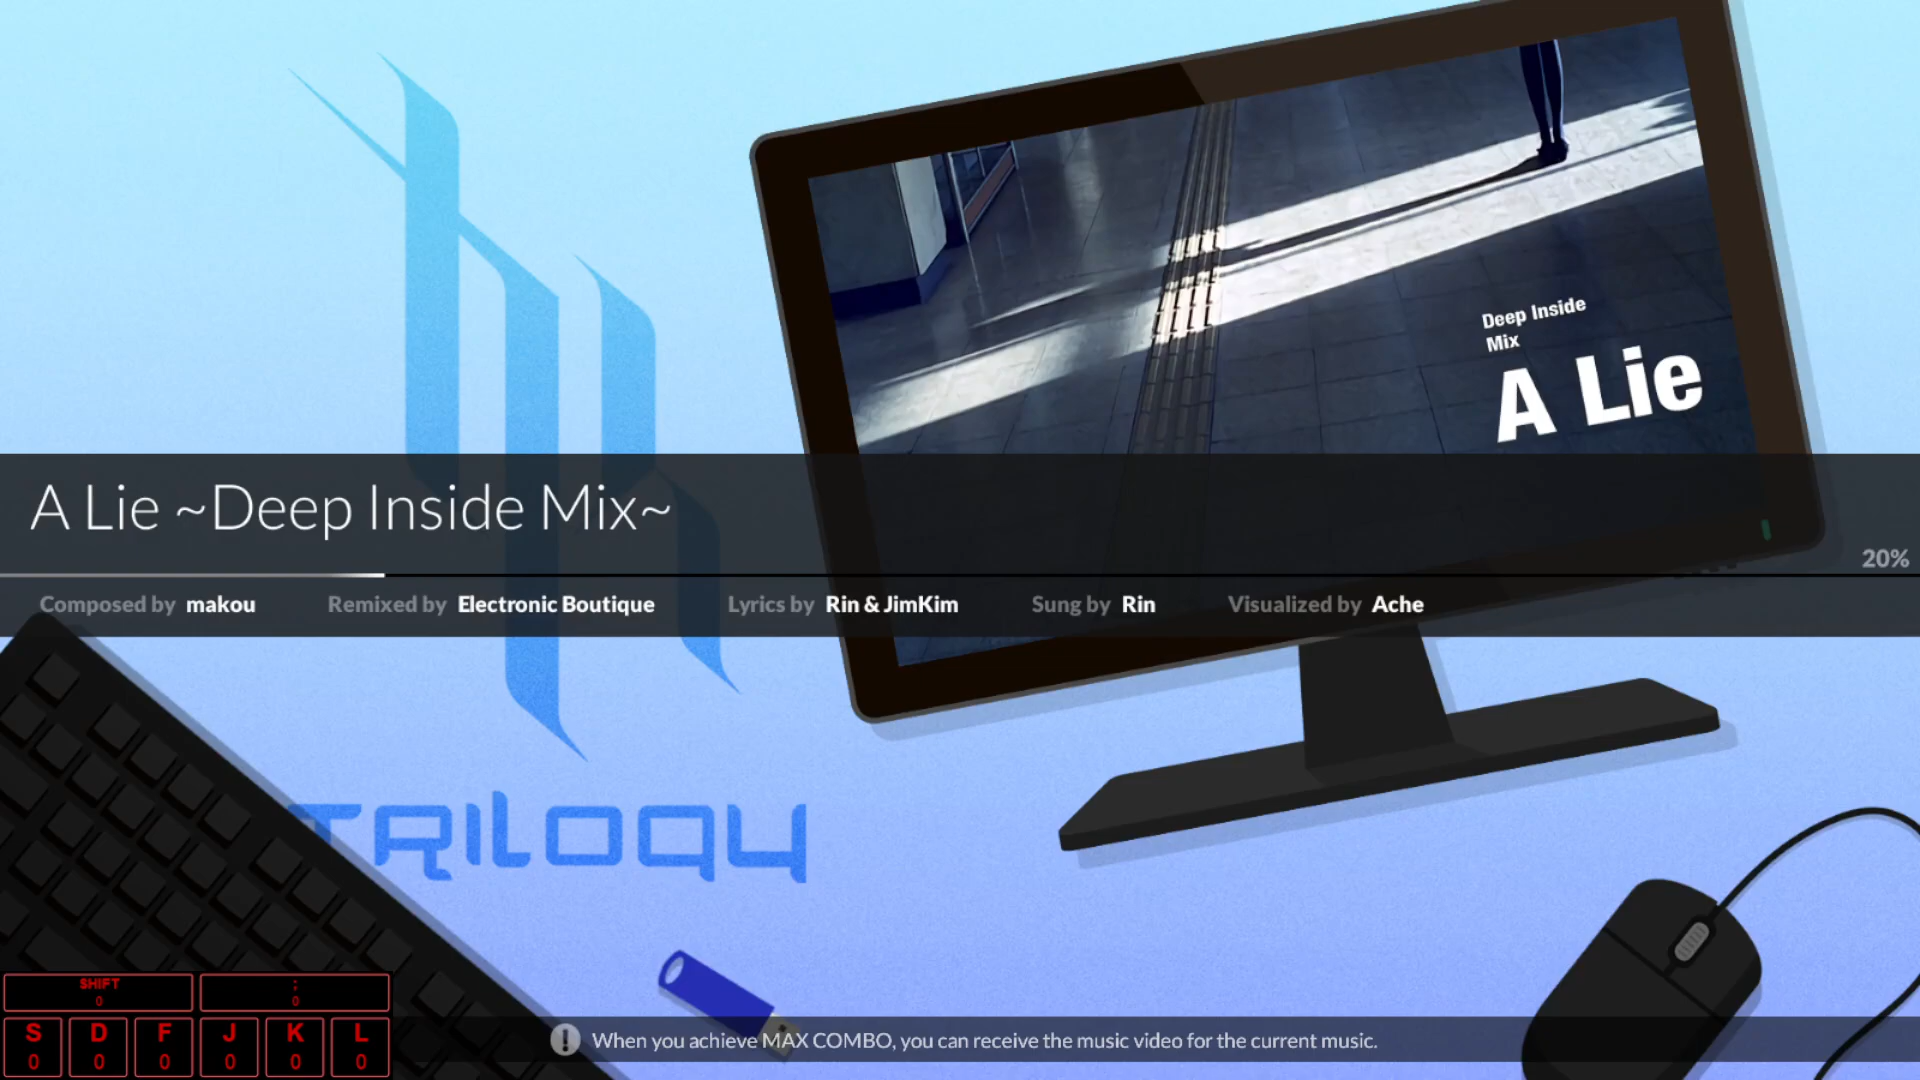 Deep Inside
Mix
A Lie
A Lie ~Deep Inside Mix~
20%
Composed by makou Remixed by Electronic Boutique Lyrics by Rin & JimKim Sung by Rin Visualized by Ache
TRILOGY
SHIFT ;
0 0
S D F J K L
0 0 0 0 0 0
When you achieve MAX COMBO, you can receive the music video for the current music.